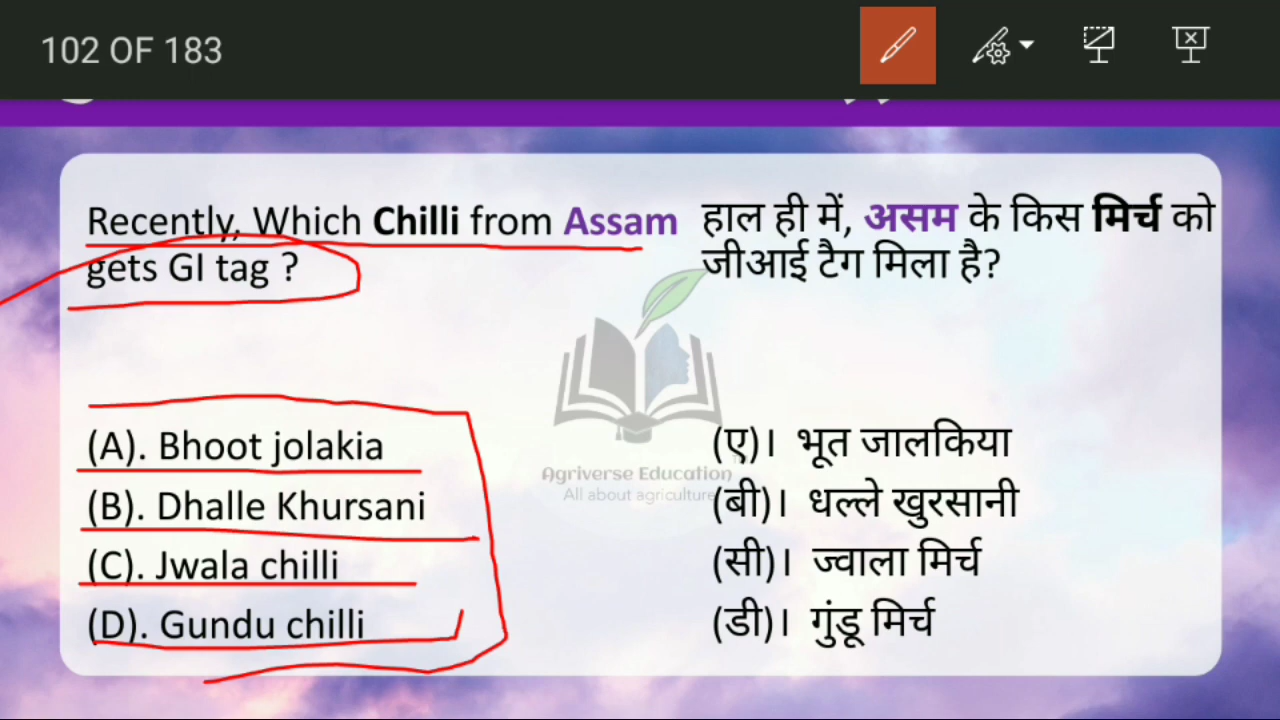 102 OF 183
Recently, Which Chilli from Assam
gets GI tag ?
हाल ही में, असम के किस मिर्च को
जीआई टैग मिला है?
Agriverse Education
All about agriculture
(A). Bhoot jolakia
(B). Dhalle Khursani
(C). Jwala chilli
(D). Gundu chilli
(ए)। भूत जालकिया
(बी)। धल्ले खुरसानी
(सी)। ज्वाला मिर्च
(डी)। गुंडू मिर्च